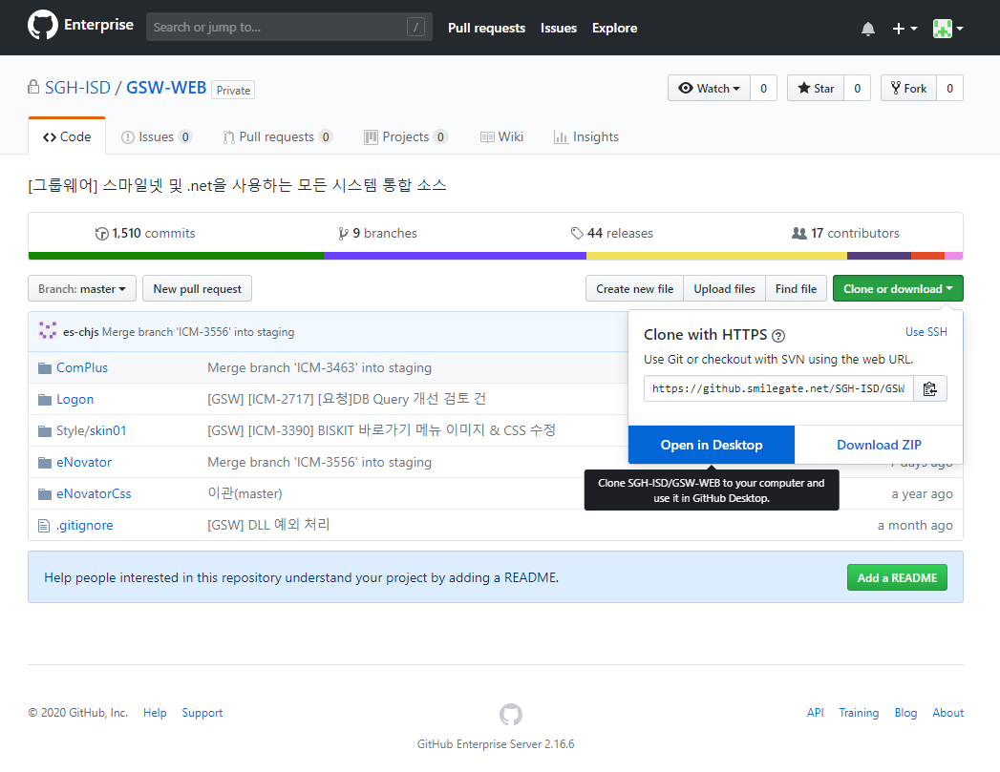 Enterprise Search or jump to... / Pull requests Issues Explore
SGH-ISD / GSW-WEB Private Watch 0 Star 0 Fork 0
Code Issues 0 Pull requests 0 Projects 0 Wiki Insights
[그룹웨어] 스마일넷 및 .net을 사용하는 모든 시스템 통합 소스
1,510 commits 9 branches 44 releases 17 contributors
Branch: master New pull request Create new file Upload files Find file Clone or download
es-chjs Merge branch 'ICM-3556' into staging
Clone with HTTPS Use SSH
Use Git or checkout with SVN using the web URL.
https://github.smilegate.net/SGH-ISD/GSW
Open in Desktop Download ZIP
Clone SGH-ISD/GSW-WEB to your computer and
use it in GitHub Desktop.
ComPlus Merge branch 'ICM-3463' into staging
Logon [GSW] [ICM-2717] [요청]DB Query 개선 검토 건
Style/skin01 [GSW] [ICM-3390] BISKIT 바로가기 메뉴 이미지 & CSS 수정
eNovator Merge branch 'ICM-3556' into staging 7 days ago
eNovatorCss 이관(master) a year ago
.gitignore [GSW] DLL 예외 처리 a month ago
Help people interested in this repository understand your project by adding a README. Add a README
© 2020 GitHub, Inc. Help Support API Training Blog About
GitHub Enterprise Server 2.16.6